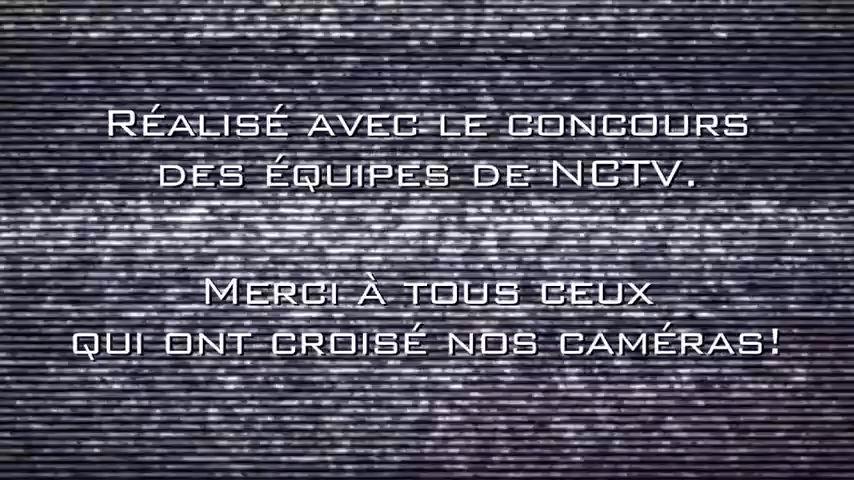 Réalisé avec le concours
des équipes de NCTV.
Merci à tous ceux
qui ont croisé nos caméras!